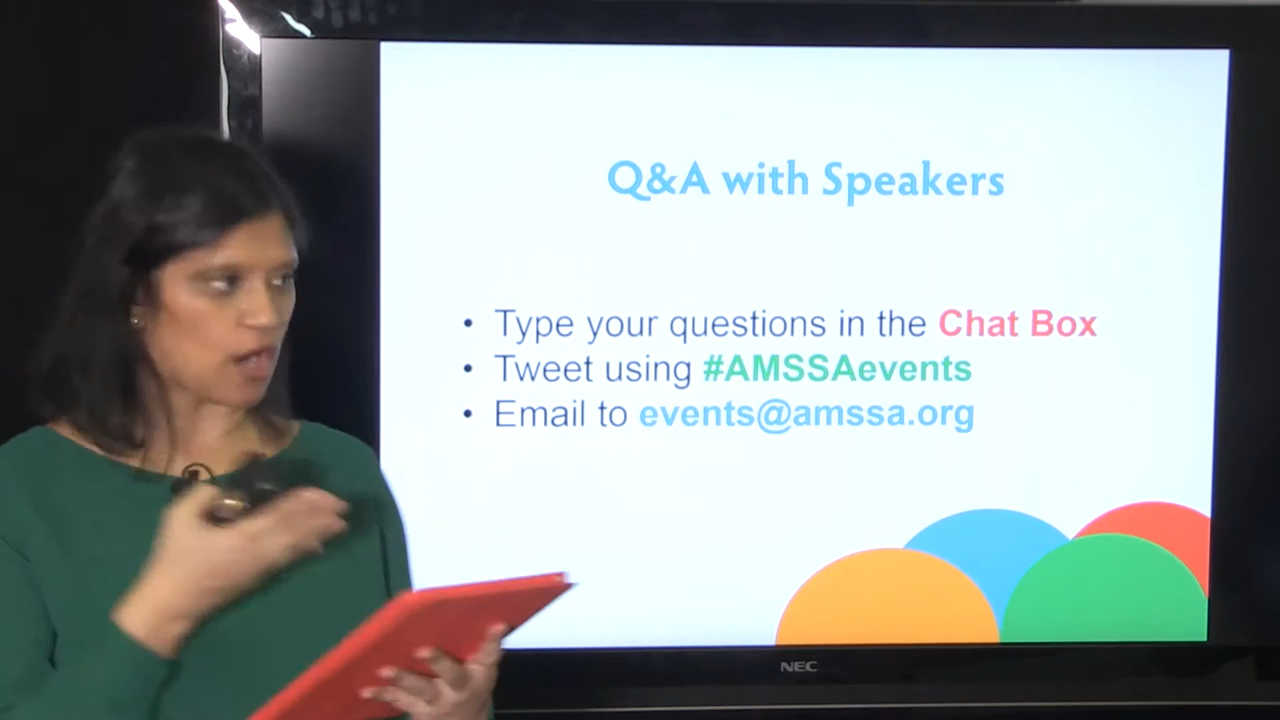 Q&A with Speakers
• Type your questions in the Chat Box
• Tweet using #AMSSAevents
• Email to events@amssa.org
NEC